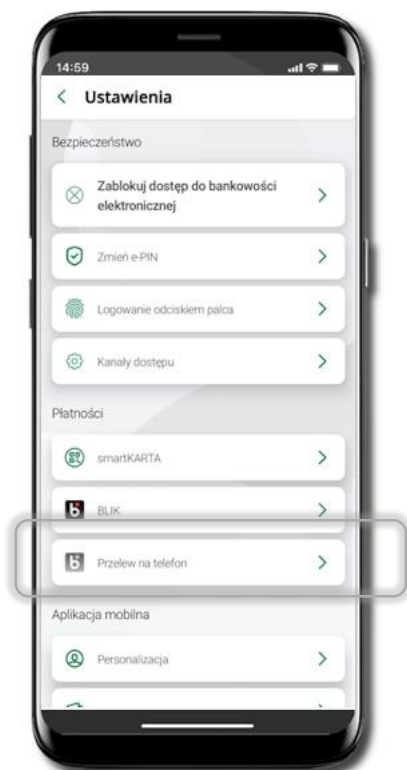 14:59
Ustawienia
Bezpieczeństwo
Zablokuj dostęp do bankowości
elektronicznej
Zmień e-PIN
Logowanie odciskiem palca
Kanały dostępu
Płatności
smartKARTA
BLIK
Przelew na telefon
Aplikacja mobilna
Personalizacja